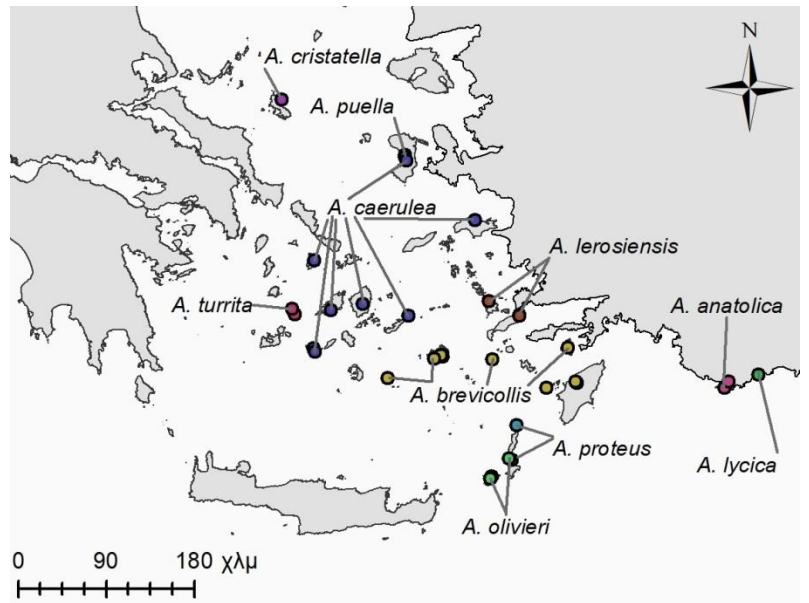 A. cristatella
A. puella
A. caerulea
A. lerosiensis
A. turrita
A. anatolica
A. brevicollis
A. proteus
A. lycica
A. olivieri
0 90 180 χλμ